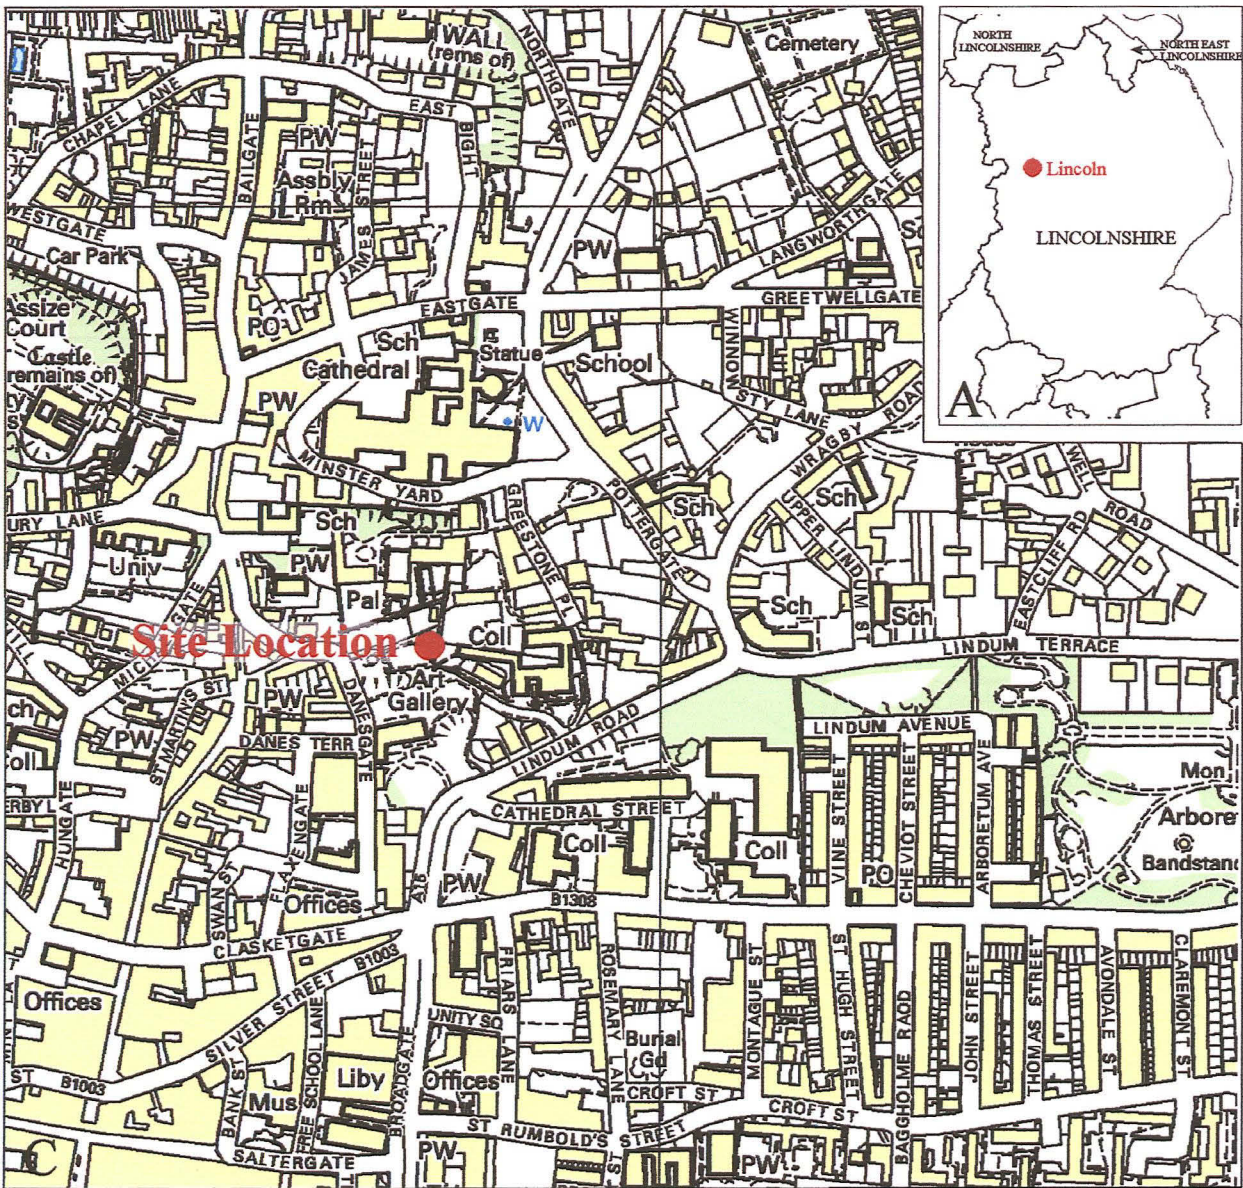 WALL
(rems of)
NORTHGATE
Cemetery
CHAPEL LANE
EAST
BIGHT
BAILGATE
PW
Assbly
Rm
JAMES STREET
WESTGATE
Car Park
PW
LANGWORTHGATE
EASTGATE
GREETWELLGATE
Assize
Court
Castle
remains of)
PO
Sch
Cathedral
Statue
School
WINNOW
STY LANE
WRAGBY ROAD
PW
W
MINSTER YARD
GREESTONE PL
POTTERGATE
Sch
UPPER LINDUM ST
Sch
WELL ROAD
EASTCLIFF RD
URY LANE
Sch
Univ
PW
Pal
MICHAELGATE
Sch
Sch
Site Location
Coll
LINDUM TERRACE
Art
Gallery
PW
ST MARTIN'S ST
DANESGATE
DANES TERR
PW
LINDUM ROAD
LINDUM AVENUE
HUNGATE
CATHEDRAL STREET
Mon
Arbore
Bandstand
FLAXENGATE
SWAN ST
Coll
Coll
VINE STREET
PO
CHEVIOT STREET
ARBORETUM AVE
PW
A15
B1308
Offices
CLASKETGATE
SILVER STREET
B1003
Offices
FRIARS LANE
ROSEMARY LANE
MONTAGUE ST
ST HUGH STREET
BAGGHOLME RAOD
JOHN STREET
THOMAS STREET
AVONDALE ST
CLAREMONT ST
UNITY SQ
Burial
Gd
B1003
BANK ST
Mus
FREE SCHOOL LANE
Liby
BROADGATE
Offices
CROFT ST
CROFT ST
ST RUMBOLD'S STREET
SALTERGATE
PW
PW
C
NORTH
LINCOLNSHIRE
NORTH EAST
LINCOLNSHIRE
Lincoln
LINCOLNSHIRE
A